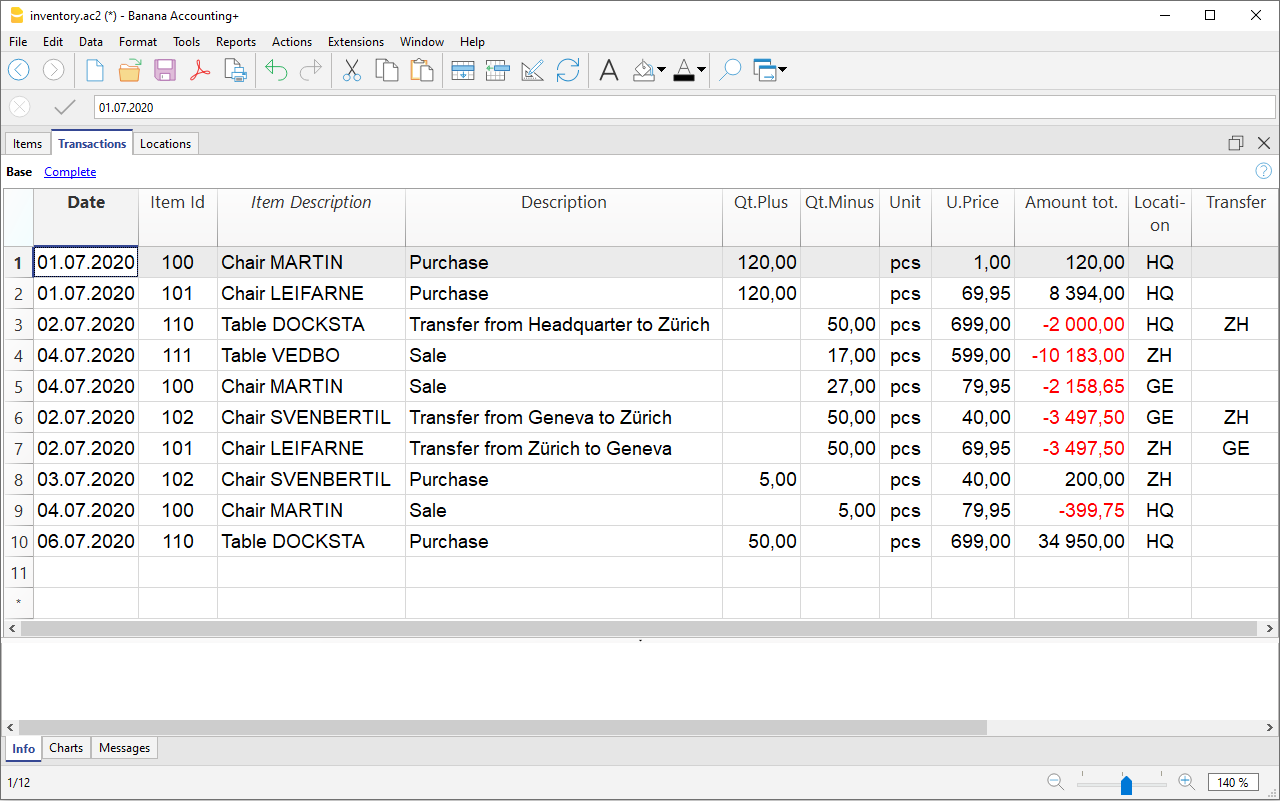 inventory.ac2 (*) - Banana Accounting+
File Edit Data Format Tools Reports Actions Extensions Window Help
01.07.2020
Items Transactions Locations
Base Complete
Date Item Id Item Description Description Qt.Plus Qt.Minus Unit U.Price Amount tot. Locati- Transfer
on
1 01.07.2020 100 Chair MARTIN Purchase 120,00 pcs 1,00 120,00 HQ
2 01.07.2020 101 Chair LEIFARNE Purchase 120,00 pcs 69,95 8 394,00 HQ
3 02.07.2020 110 Table DOCKSTA Transfer from Headquarter to Zürich 50,00 pcs 699,00 -2 000,00 HQ ZH
4 04.07.2020 111 Table VEDBO Sale 17,00 pcs 599,00 -10 183,00 ZH
5 04.07.2020 100 Chair MARTIN Sale 27,00 pcs 79,95 -2 158,65 GE
6 02.07.2020 102 Chair SVENBERTIL Transfer from Geneva to Zürich 50,00 pcs 40,00 -3 497,50 GE ZH
7 02.07.2020 101 Chair LEIFARNE Transfer from Zürich to Geneva 50,00 pcs 69,95 -3 497,50 ZH GE
8 03.07.2020 102 Chair SVENBERTIL Purchase 5,00 pcs 40,00 200,00 ZH
9 04.07.2020 100 Chair MARTIN Sale 5,00 pcs 79,95 -399,75 HQ
10 06.07.2020 110 Table DOCKSTA Purchase 50,00 pcs 699,00 34 950,00 HQ
11
*
Info Charts Messages
1/12 140 %